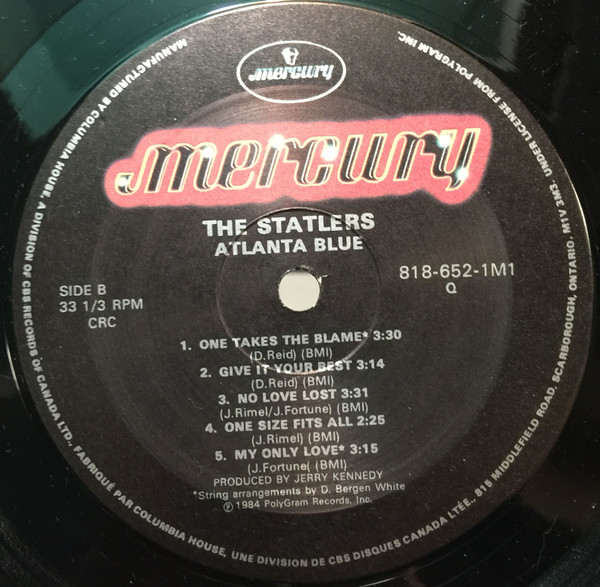 mercury
mercury
THE STATLERS
ATLANTA BLUE
SIDE B
33 1/3 RPM
CRC
818-652-1M1
Q
1. ONE TAKES THE BLAME* 3:30
(D.Reid) (BMI)
2. GIVE IT YOUR BEST 3:14
(D.Reid) (BMI)
3. NO LOVE LOST 3:31
(J.Rimel/J.Fortune) (BMI)
4. ONE SIZE FITS ALL 2:25
(J.Rimel) (BMI)
5. MY ONLY LOVE* 3:15
(J.Fortune( (BMI)
PRODUCED BY JERRY KENNEDY
*String arrangements by D. Bergen White
Ⓟ 1984 PolyGram Records, Inc.
MANUFACTURED BY COLUMBIA HOUSE, A DIVISION OF CBS RECORDS OF CANADA LTD., FABRIQUÉ PAR COLUMBIA HOUSE, UNE DIVISION DE CBS DISQUES CANADA LTÉE., 815 MIDDLEFIELD ROAD, SCARBOROUGH, ONTARIO, M1V 3N3. UNDER LICENSE FROM POLYGRAM INC.